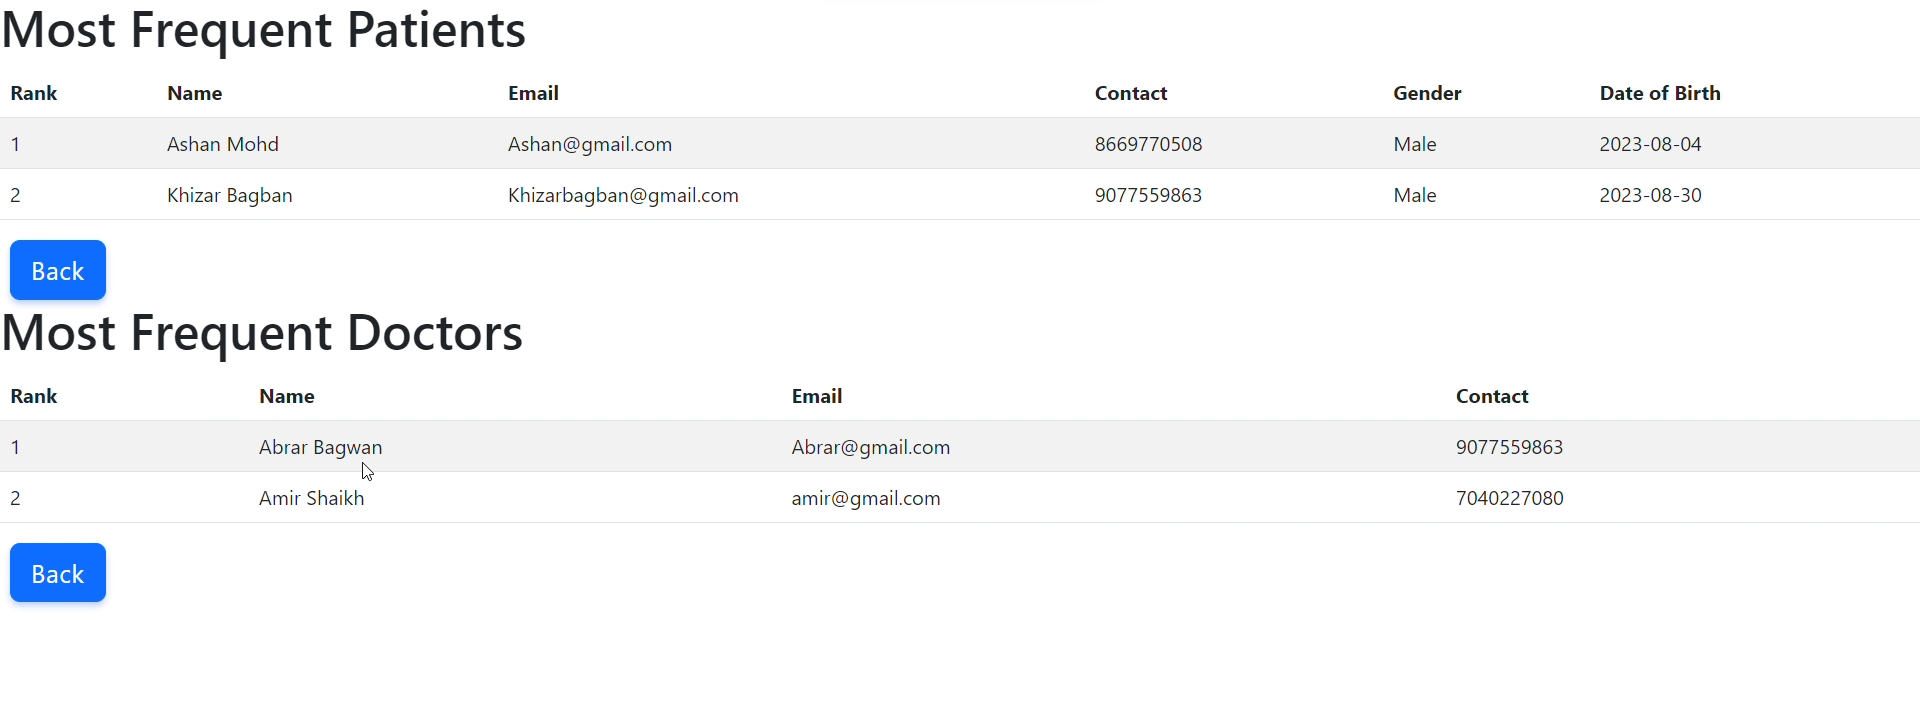 Most Frequent Patients
Rank Name Email Contact Gender Date of Birth
1 Ashan Mohd Ashan@gmail.com 8669770508 Male 2023-08-04
2 Khizar Bagban Khizarbagban@gmail.com 9077559863 Male 2023-08-30
Back
Most Frequent Doctors
Rank Name Email Contact
1 Abrar Bagwan Abrar@gmail.com 9077559863
2 Amir Shaikh amir@gmail.com 7040227080
Back